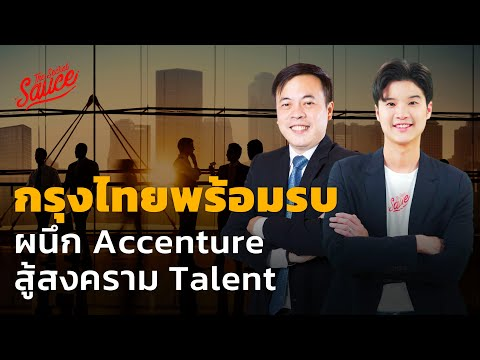 The Secret
Sauce
กรุงไทยพร้อมรบ
ผนึก Accenture
สู้สงคราม Talent